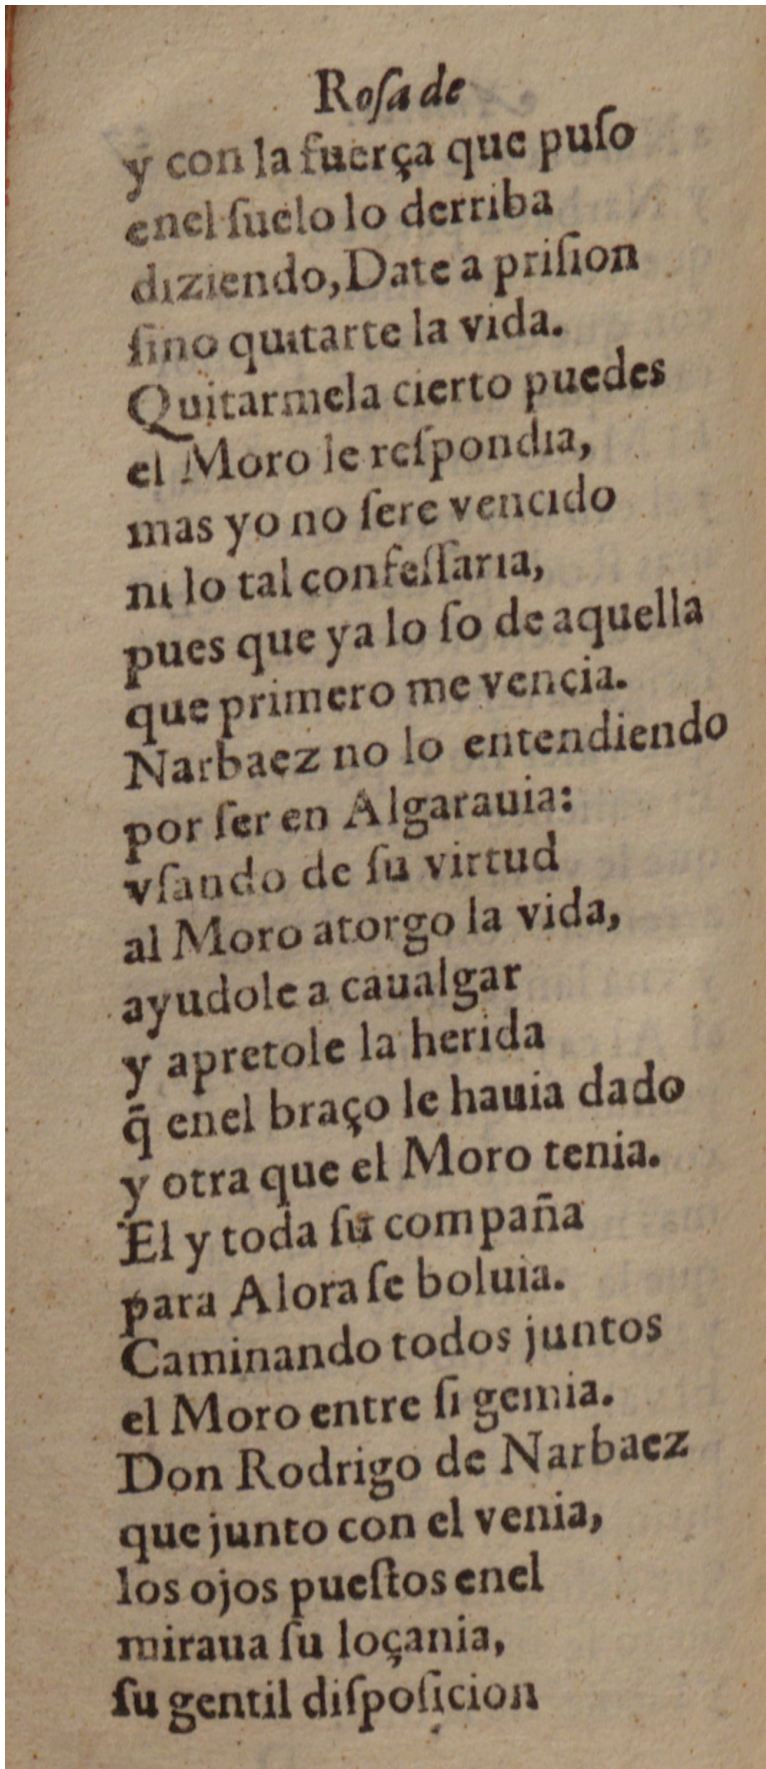 Roſa de
y con la fuerça que puſo
enel ſuelo lo derriba
diziendo, Date a priſion
ſino quitarte la vida.
Quitarmela cierto puedes
el Moro le reſpondia,
mas yo no ſere vencido
ni lo tal confeſſaria,
pues que ya lo ſo de aquella
que primero me vencia.
Narbaez no lo entendiendo
por ſer en Algarauia:
vſando de ſu virtud
al Moro atorgo la vida,
ayudole a caualgar
y apretole la herida
q̃ enel braço le hauia dado
y otra que el Moro tenia.
El y toda ſu compaña
para Alora ſe boluia.
Caminando todos juntos
el Moro entre ſi gemia.
Don Rodrigo de Narbaez
que junto con el venia,
los ojos pueſtos enel
miraua ſu loçania,
ſu gentil diſpoſicion